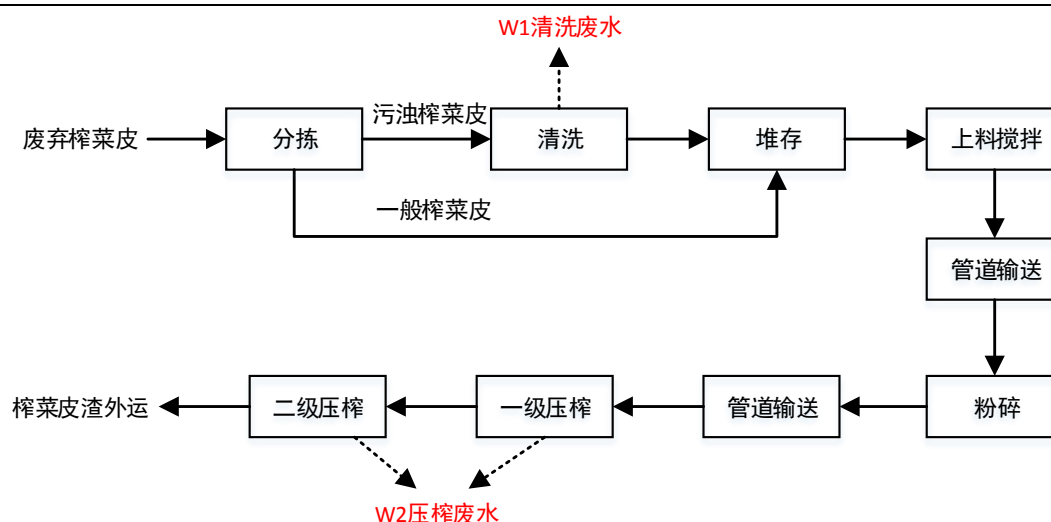 W1清洗废水
废弃榨菜皮
分拣
污浊榨菜皮
清洗
堆存
上料搅拌
一般榨菜皮
管道输送
榨菜皮渣外运
二级压榨
一级压榨
管道输送
粉碎
W2压榨废水